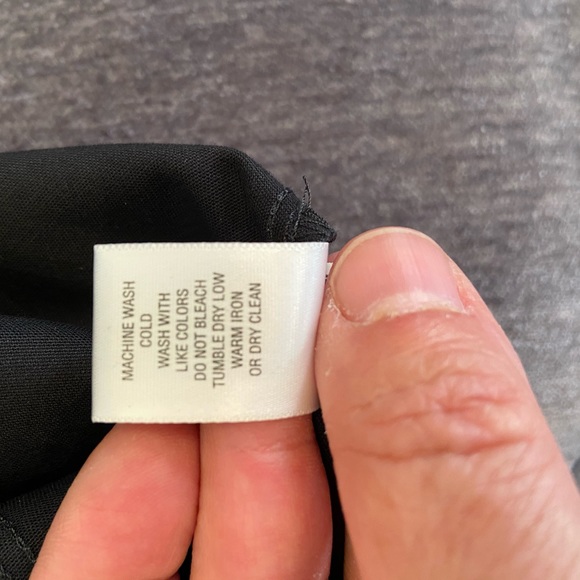 MACHINE WASH
COLD
WASH WITH
LIKE COLORS
DO NOT BLEACH
TUMBLE DRY LOW
WARM IRON
OR DRY CLEAN